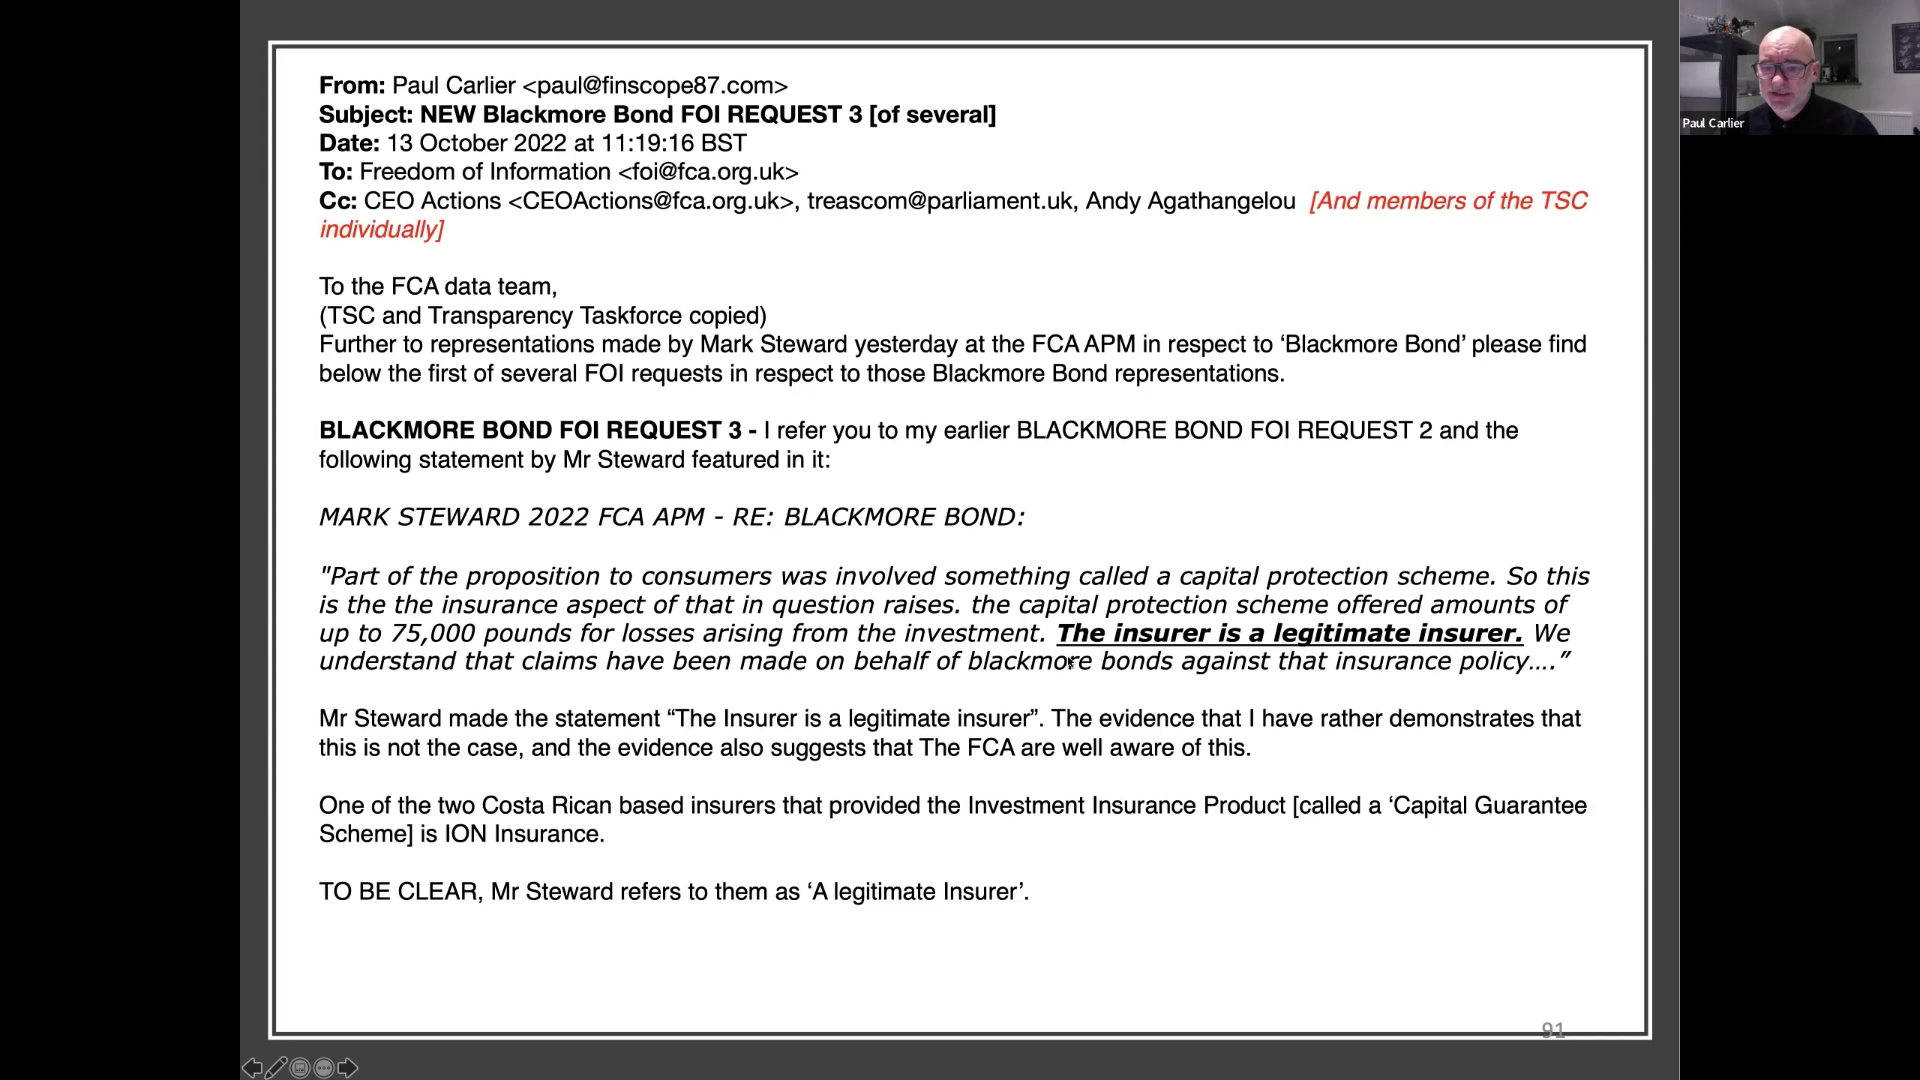 From: Paul Carlier <paul@finscope87.com>
Subject: NEW Blackmore Bond FOI REQUEST 3 [of several]
Date: 13 October 2022 at 11:19:16 BST
To: Freedom of Information <foi@fca.org.uk>
Cc: CEO Actions <CEOActions@fca.org.uk>, treascom@parliament.uk, Andy Agathangelou [And members of the TSC
individually]
To the FCA data team,
(TSC and Transparency Taskforce copied)
Further to representations made by Mark Steward yesterday at the FCA APM in respect to ‘Blackmore Bond’ please find
below the first of several FOI requests in respect to those Blackmore Bond representations.
BLACKMORE BOND FOI REQUEST 3 - I refer you to my earlier BLACKMORE BOND FOI REQUEST 2 and the
following statement by Mr Steward featured in it:
MARK STEWARD 2022 FCA APM - RE: BLACKMORE BOND:
"Part of the proposition to consumers was involved something called a capital protection scheme. So this
is the the insurance aspect of that in question raises. the capital protection scheme offered amounts of
up to 75,000 pounds for losses arising from the investment. The insurer is a legitimate insurer. We
understand that claims have been made on behalf of blackmore bonds against that insurance policy….”
Mr Steward made the statement “The Insurer is a legitimate insurer”. The evidence that I have rather demonstrates that
this is not the case, and the evidence also suggests that The FCA are well aware of this.
One of the two Costa Rican based insurers that provided the Investment Insurance Product [called a ‘Capital Guarantee
Scheme] is ION Insurance.
TO BE CLEAR, Mr Steward refers to them as ‘A legitimate Insurer’.
91
Paul Carlier